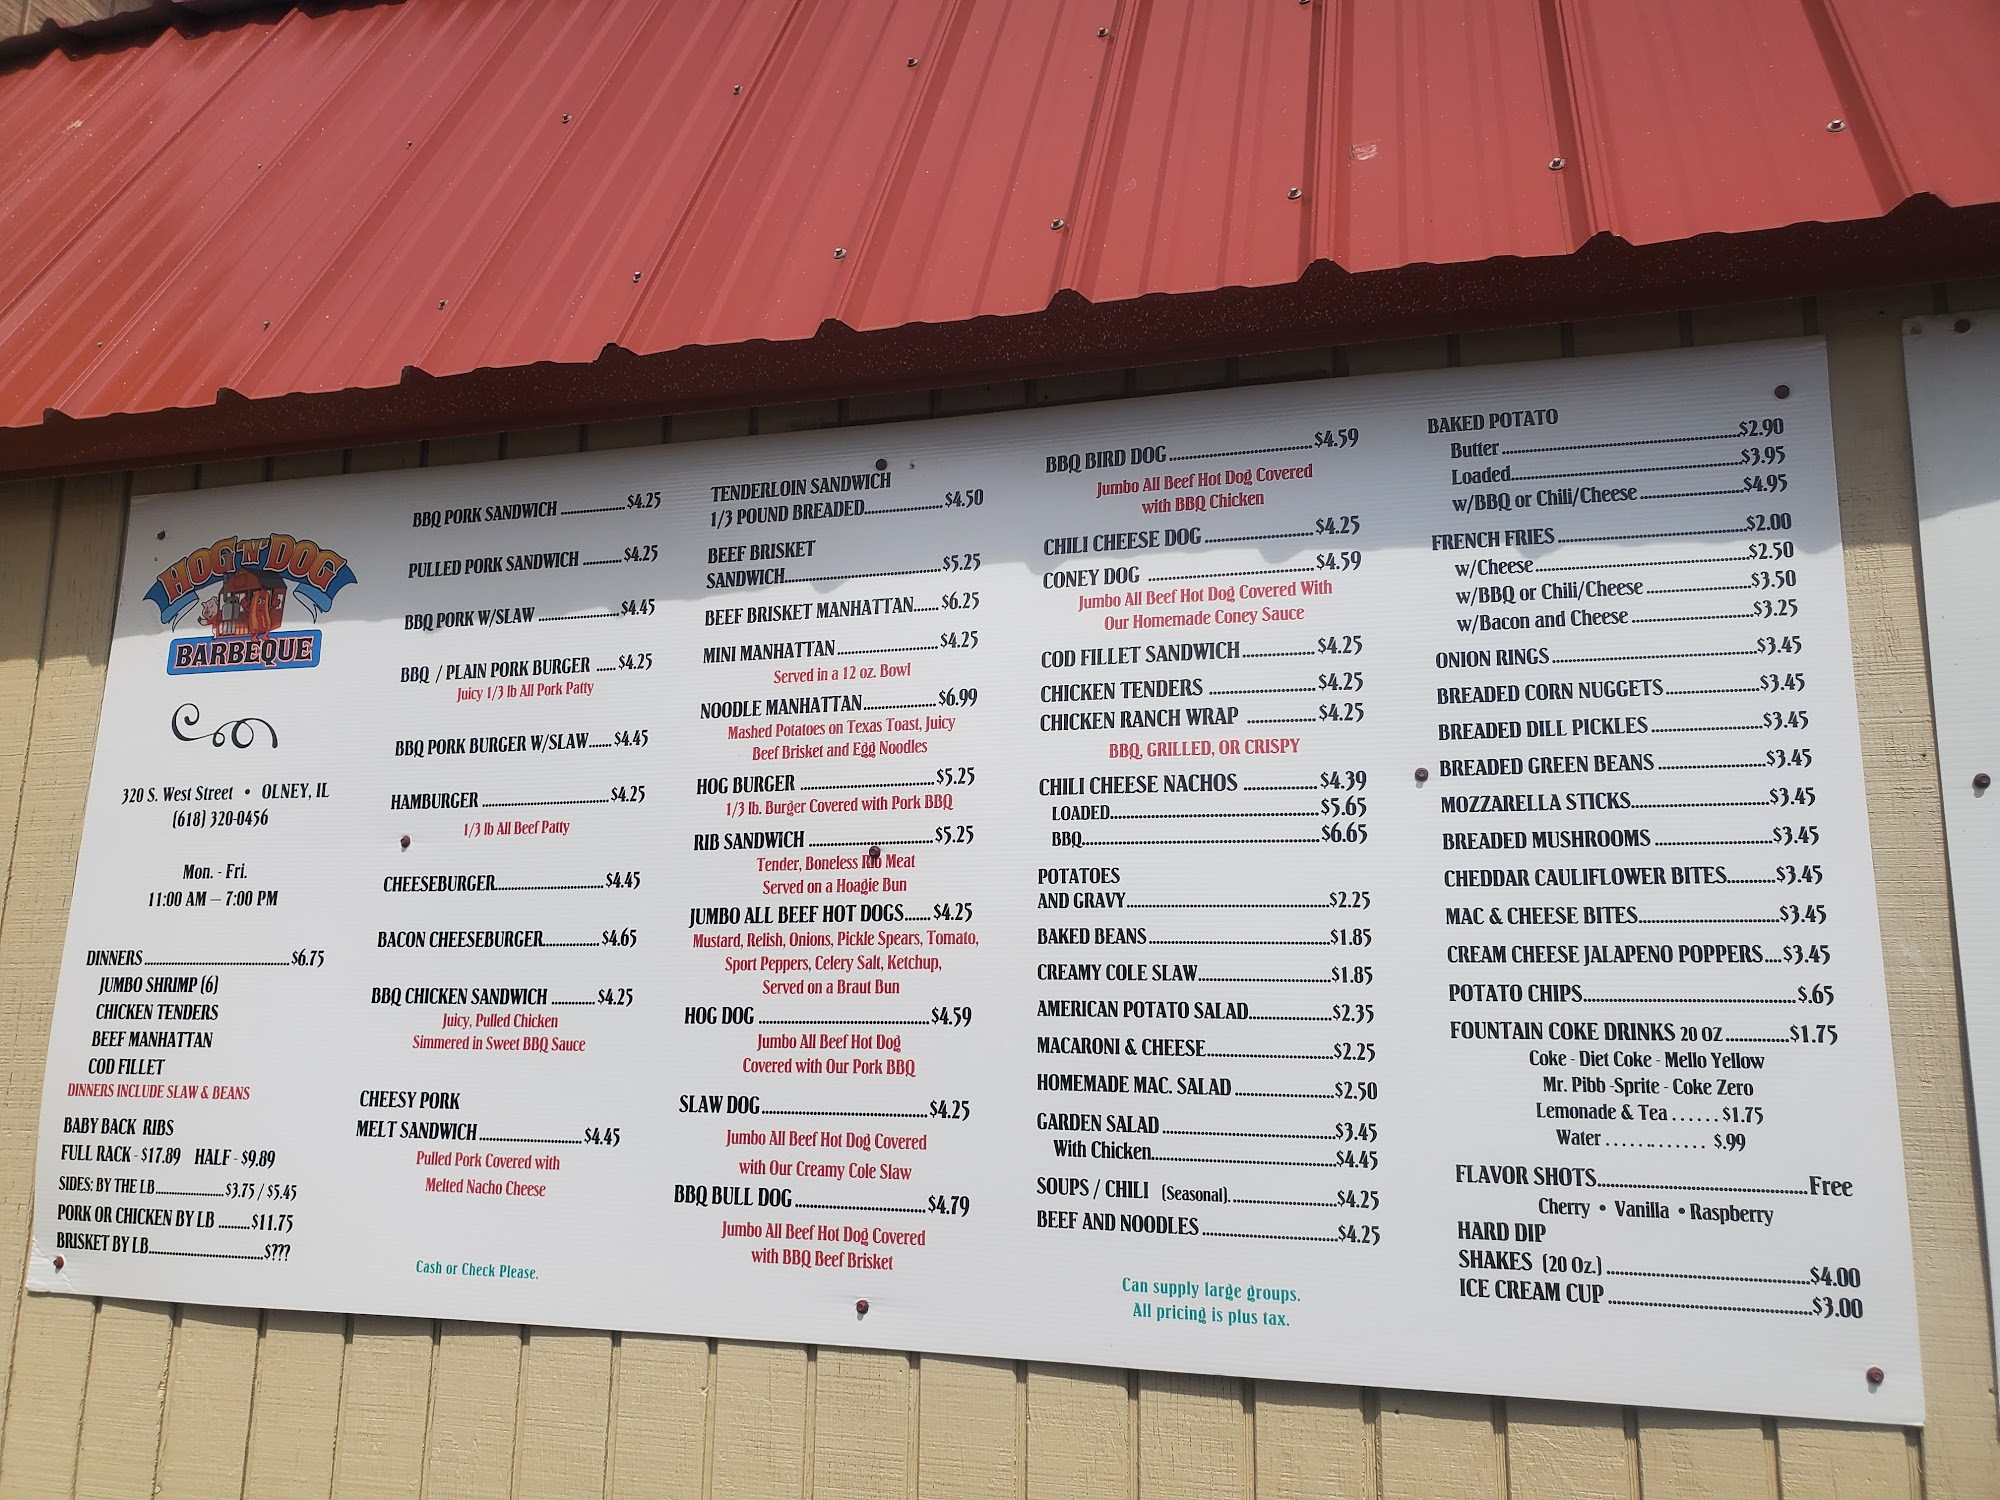 HOG 'N' DOG
BARBEQUE
320 S. West Street • OLNEY, IL
(618) 320-0456
Mon. - Fri.
11:00 AM – 7:00 PM
DINNERS.......$6.75
JUMBO SHRIMP (6)
CHICKEN TENDERS
BEEF MANHATTAN
COD FILLET
DINNERS INCLUDE SLAW & BEANS
BABY BACK RIBS
FULL RACK - $17.89 HALF - $9.89
SIDES: BY THE LB.......$3.75 / $5.45
PORK OR CHICKEN BY LB.......$11.75
BRISKET BY LB.......$???
BBQ PORK SANDWICH.......$4.25
PULLED PORK SANDWICH.......$4.25
BBQ PORK W/SLAW.......$4.45
BBQ / PLAIN PORK BURGER.......$4.25
Juicy 1/3 lb All Pork Patty
BBQ PORK BURGER W/SLAW.......$4.45
HAMBURGER.......$4.25
1/3 lb All Beef Patty
CHEESEBURGER.......$4.45
BACON CHEESEBURGER.......$4.65
BBQ CHICKEN SANDWICH.......$4.25
Juicy, Pulled Chicken
Simmered in Sweet BBQ Sauce
CHEESY PORK
MELT SANDWICH.......$4.45
Pulled Pork Covered with
Melted Nacho Cheese
Cash or Check Please.
TENDERLOIN SANDWICH
1/3 POUND BREADED.......$4.50
BEEF BRISKET
SANDWICH.......$5.25
BEEF BRISKET MANHATTAN.......$6.25
MINI MANHATTAN.......$4.25
Served in a 12 oz. Bowl
NOODLE MANHATTAN.......$6.99
Mashed Potatoes on Texas Toast, Juicy
Beef Brisket and Egg Noodles
HOG BURGER.......$5.25
1/3 lb. Burger Covered with Pork BBQ
RIB SANDWICH.......$5.25
Tender, Boneless Rib Meat
Served on a Hoagie Bun
JUMBO ALL BEEF HOT DOGS.......$4.25
Mustard, Relish, Onions, Pickle Spears, Tomato,
Sport Peppers, Celery Salt, Ketchup,
Served on a Braut Bun
HOG DOG.......$4.59
Jumbo All Beef Hot Dog
Covered with Our Pork BBQ
SLAW DOG.......$4.25
Jumbo All Beef Hot Dog Covered
with Our Creamy Cole Slaw
BBQ BULL DOG.......$4.79
Jumbo All Beef Hot Dog Covered
with BBQ Beef Brisket
BBQ BIRD DOG.......$4.59
Jumbo All Beef Hot Dog Covered
with BBQ Chicken
CHILI CHEESE DOG.......$4.25
CONEY DOG.......$4.59
Jumbo All Beef Hot Dog Covered With
Our Homemade Coney Sauce
COD FILLET SANDWICH.......$4.25
CHICKEN TENDERS.......$4.25
CHICKEN RANCH WRAP.......$4.25
BBQ, GRILLED, OR CRISPY
CHILI CHEESE NACHOS.......$4.39
LOADED.......$5.65
BBQ.......$6.65
POTATOES
AND GRAVY.......$2.25
BAKED BEANS.......$1.85
CREAMY COLE SLAW.......$1.85
AMERICAN POTATO SALAD.......$2.35
MACARONI & CHEESE.......$2.25
HOMEMADE MAC. SALAD.......$2.50
GARDEN SALAD.......$3.45
With Chicken.......$4.45
SOUPS / CHILI (Seasonal).......$4.25
BEEF AND NOODLES.......$4.25
Can supply large groups.
All pricing is plus tax.
BAKED POTATO
Butter.......$2.90
Loaded.......$3.95
w/BBQ or Chili/Cheese.......$4.95
FRENCH FRIES.......$2.00
w/Cheese.......$2.50
w/BBQ or Chili/Cheese.......$3.50
w/Bacon and Cheese.......$3.25
ONION RINGS.......$3.45
BREADED CORN NUGGETS.......$3.45
BREADED DILL PICKLES.......$3.45
BREADED GREEN BEANS.......$3.45
MOZZARELLA STICKS.......$3.45
BREADED MUSHROOMS.......$3.45
CHEDDAR CAULIFLOWER BITES.......$3.45
MAC & CHEESE BITES.......$3.45
CREAM CHEESE JALAPENO POPPERS....$3.45
POTATO CHIPS.......$.65
FOUNTAIN COKE DRINKS 20 OZ.......$1.75
Coke - Diet Coke - Mello Yellow
Mr. Pibb -Sprite - Coke Zero
Lemonade & Tea . . . . . . $1.75
Water . . . . . . . . . . . . $.99
FLAVOR SHOTS.......Free
Cherry • Vanilla • Raspberry
HARD DIP
SHAKES (20 Oz.).......$4.00
ICE CREAM CUP.......$3.00